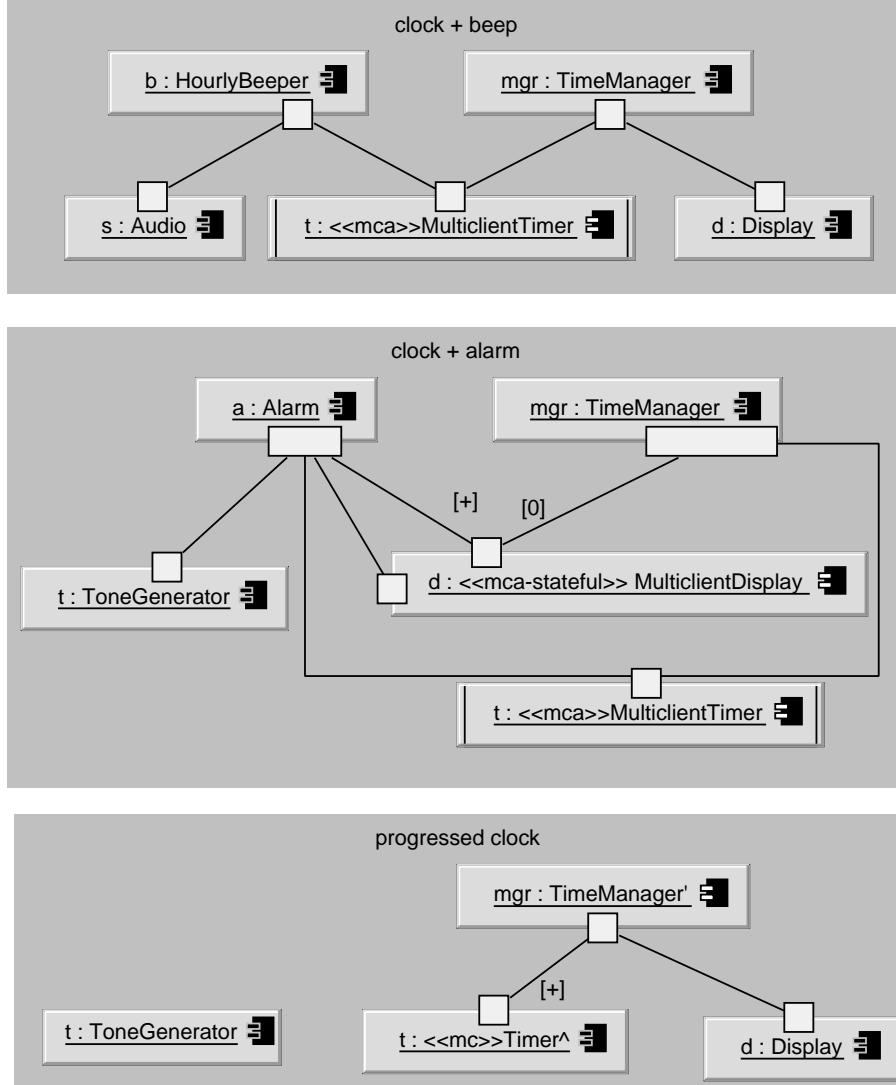 clock + beep
b : HourlyBeeper
mgr : TimeManager
s : Audio
t : <<mca>>MulticlientTimer
d : Display
clock + alarm
a : Alarm
mgr : TimeManager
[+]
[0]
t : ToneGenerator
d : <<mca-stateful>> MulticlientDisplay
t : <<mca>>MulticlientTimer
progressed clock
mgr : TimeManager'
[+]
t : ToneGenerator
t : <<mc>>Timer^
d : Display